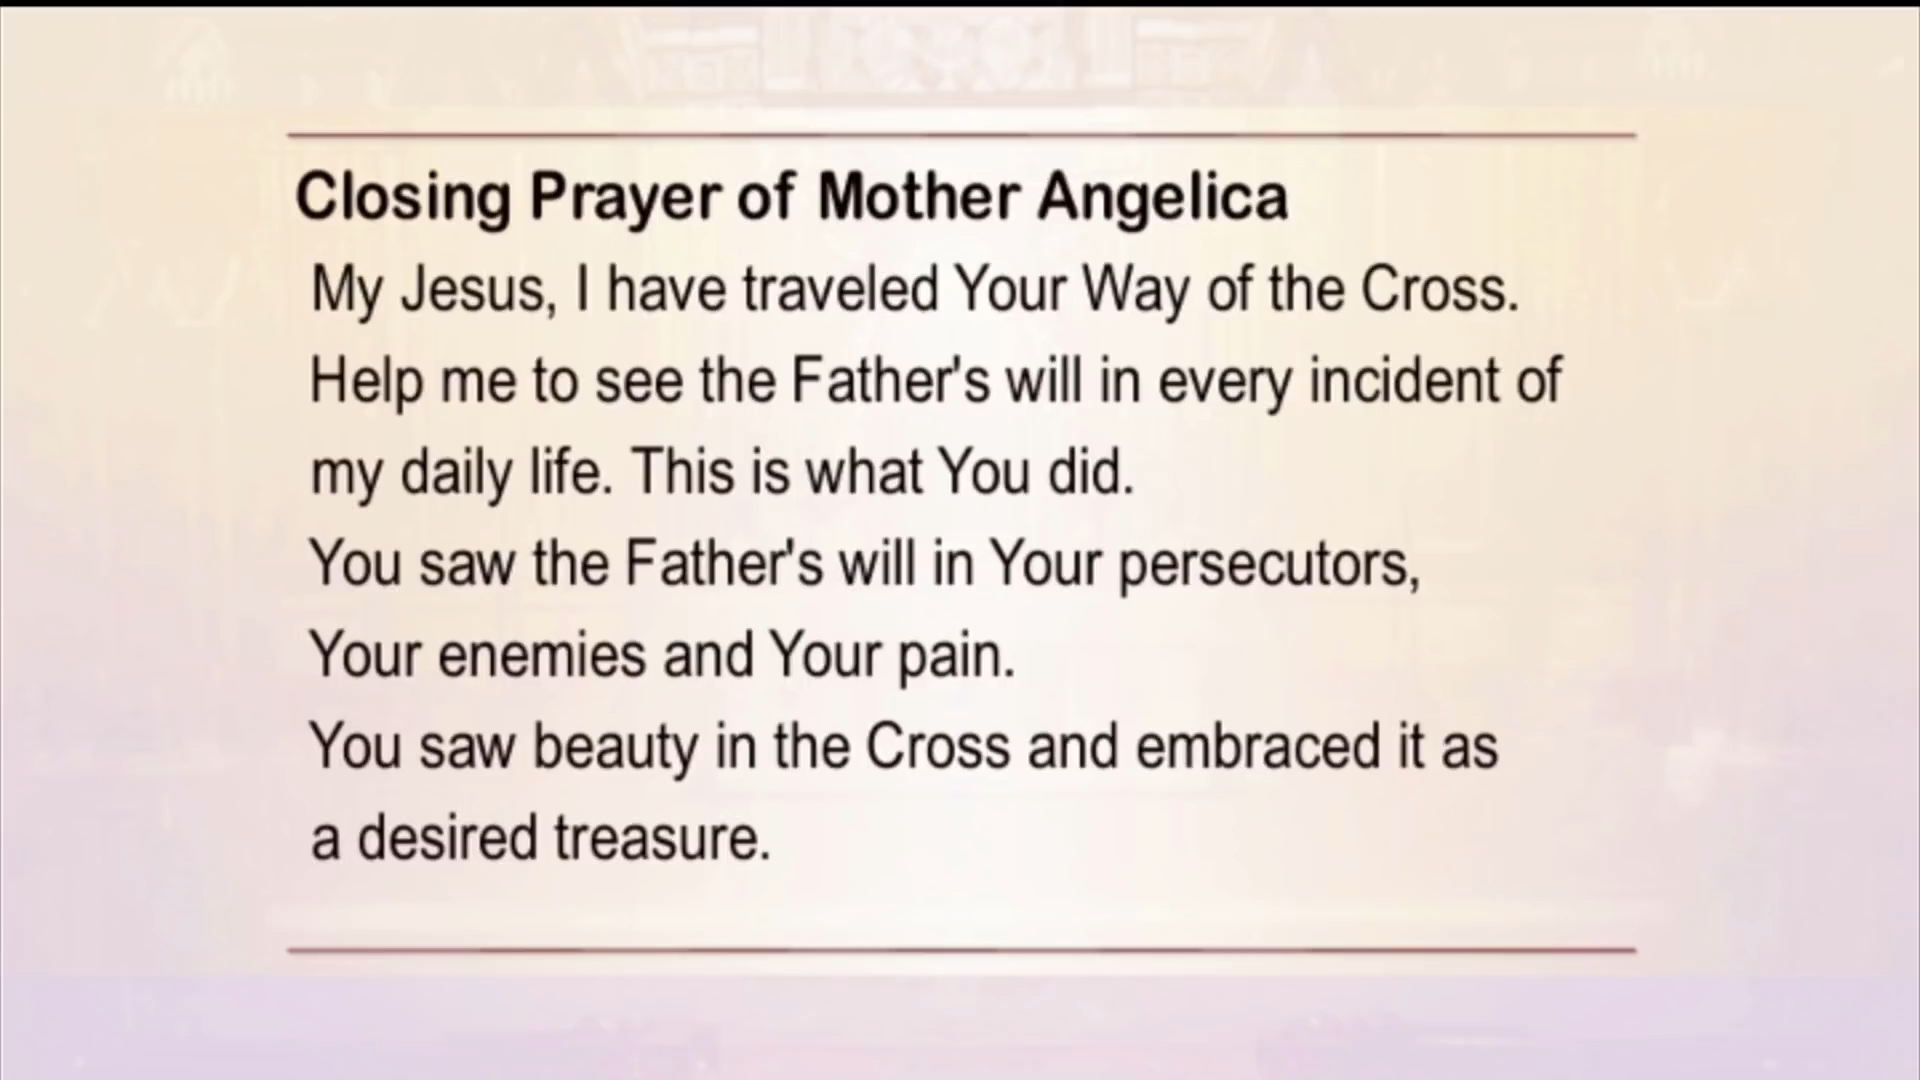 Closing Prayer of Mother Angelica
My Jesus, I have traveled Your Way of the Cross.
Help me to see the Father's will in every incident of
my daily life. This is what You did.
You saw the Father's will in Your persecutors,
Your enemies and Your pain.
You saw beauty in the Cross and embraced it as
a desired treasure.